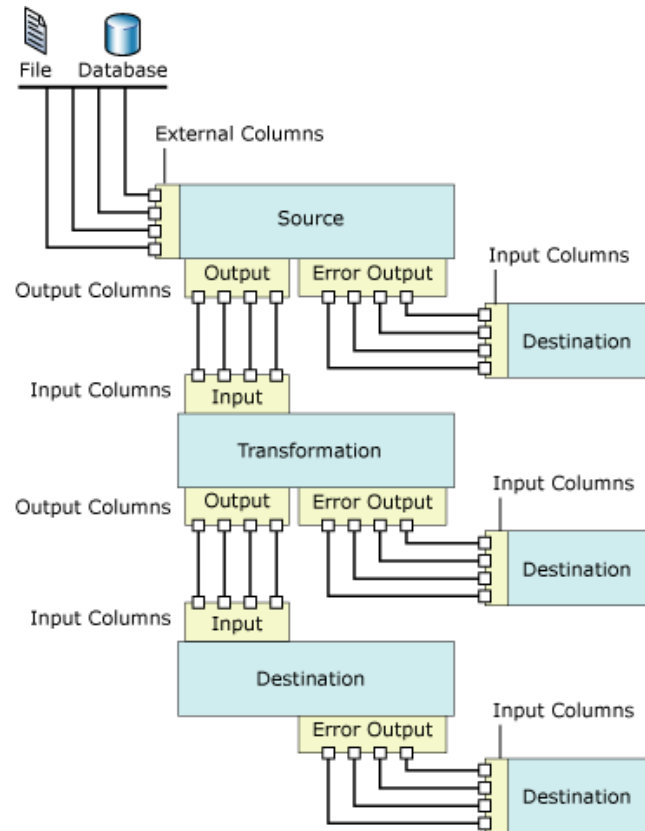 File Database
External Columns
Source
Output Error Output Input Columns
Output Columns
Destination
Input Columns
Input
Transformation
Output Error Output Input Columns
Output Columns
Destination
Input Columns
Input
Destination
Error Output Input Columns
Destination